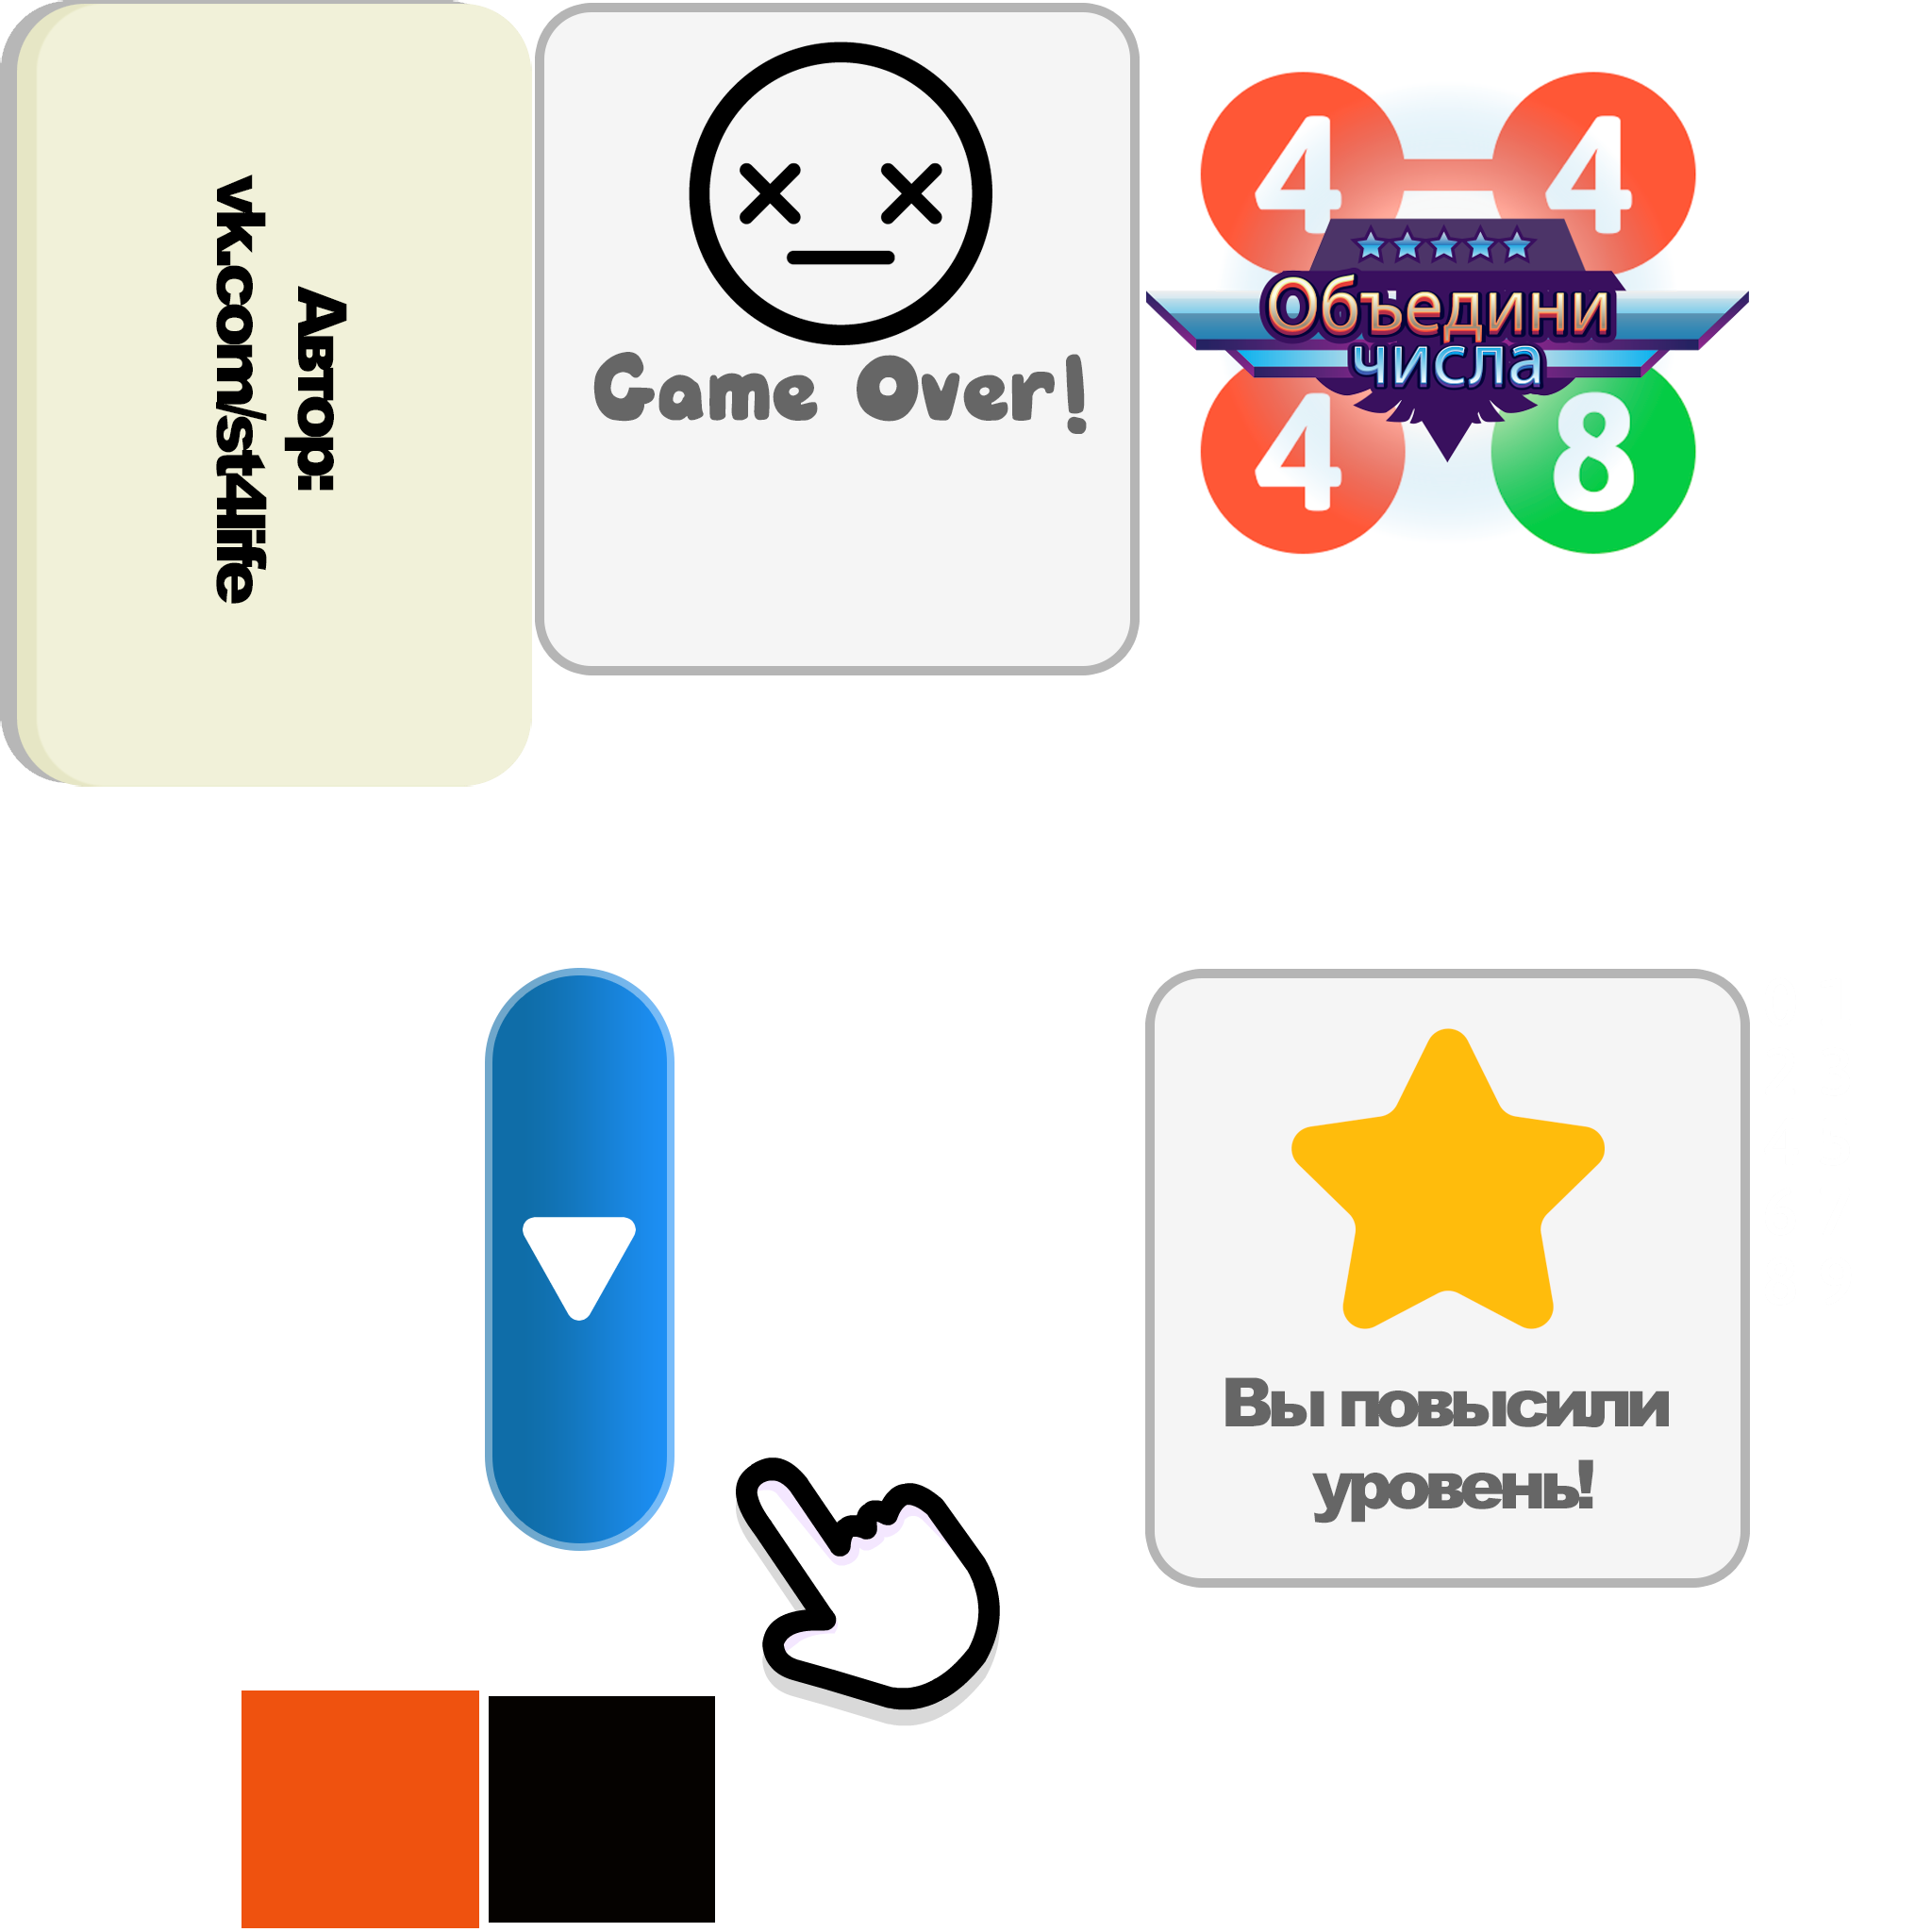 Автор:
vk.com/st4life
Game Over!
4 4
Объедини
числа
4 8
Вы повысили
уровень!